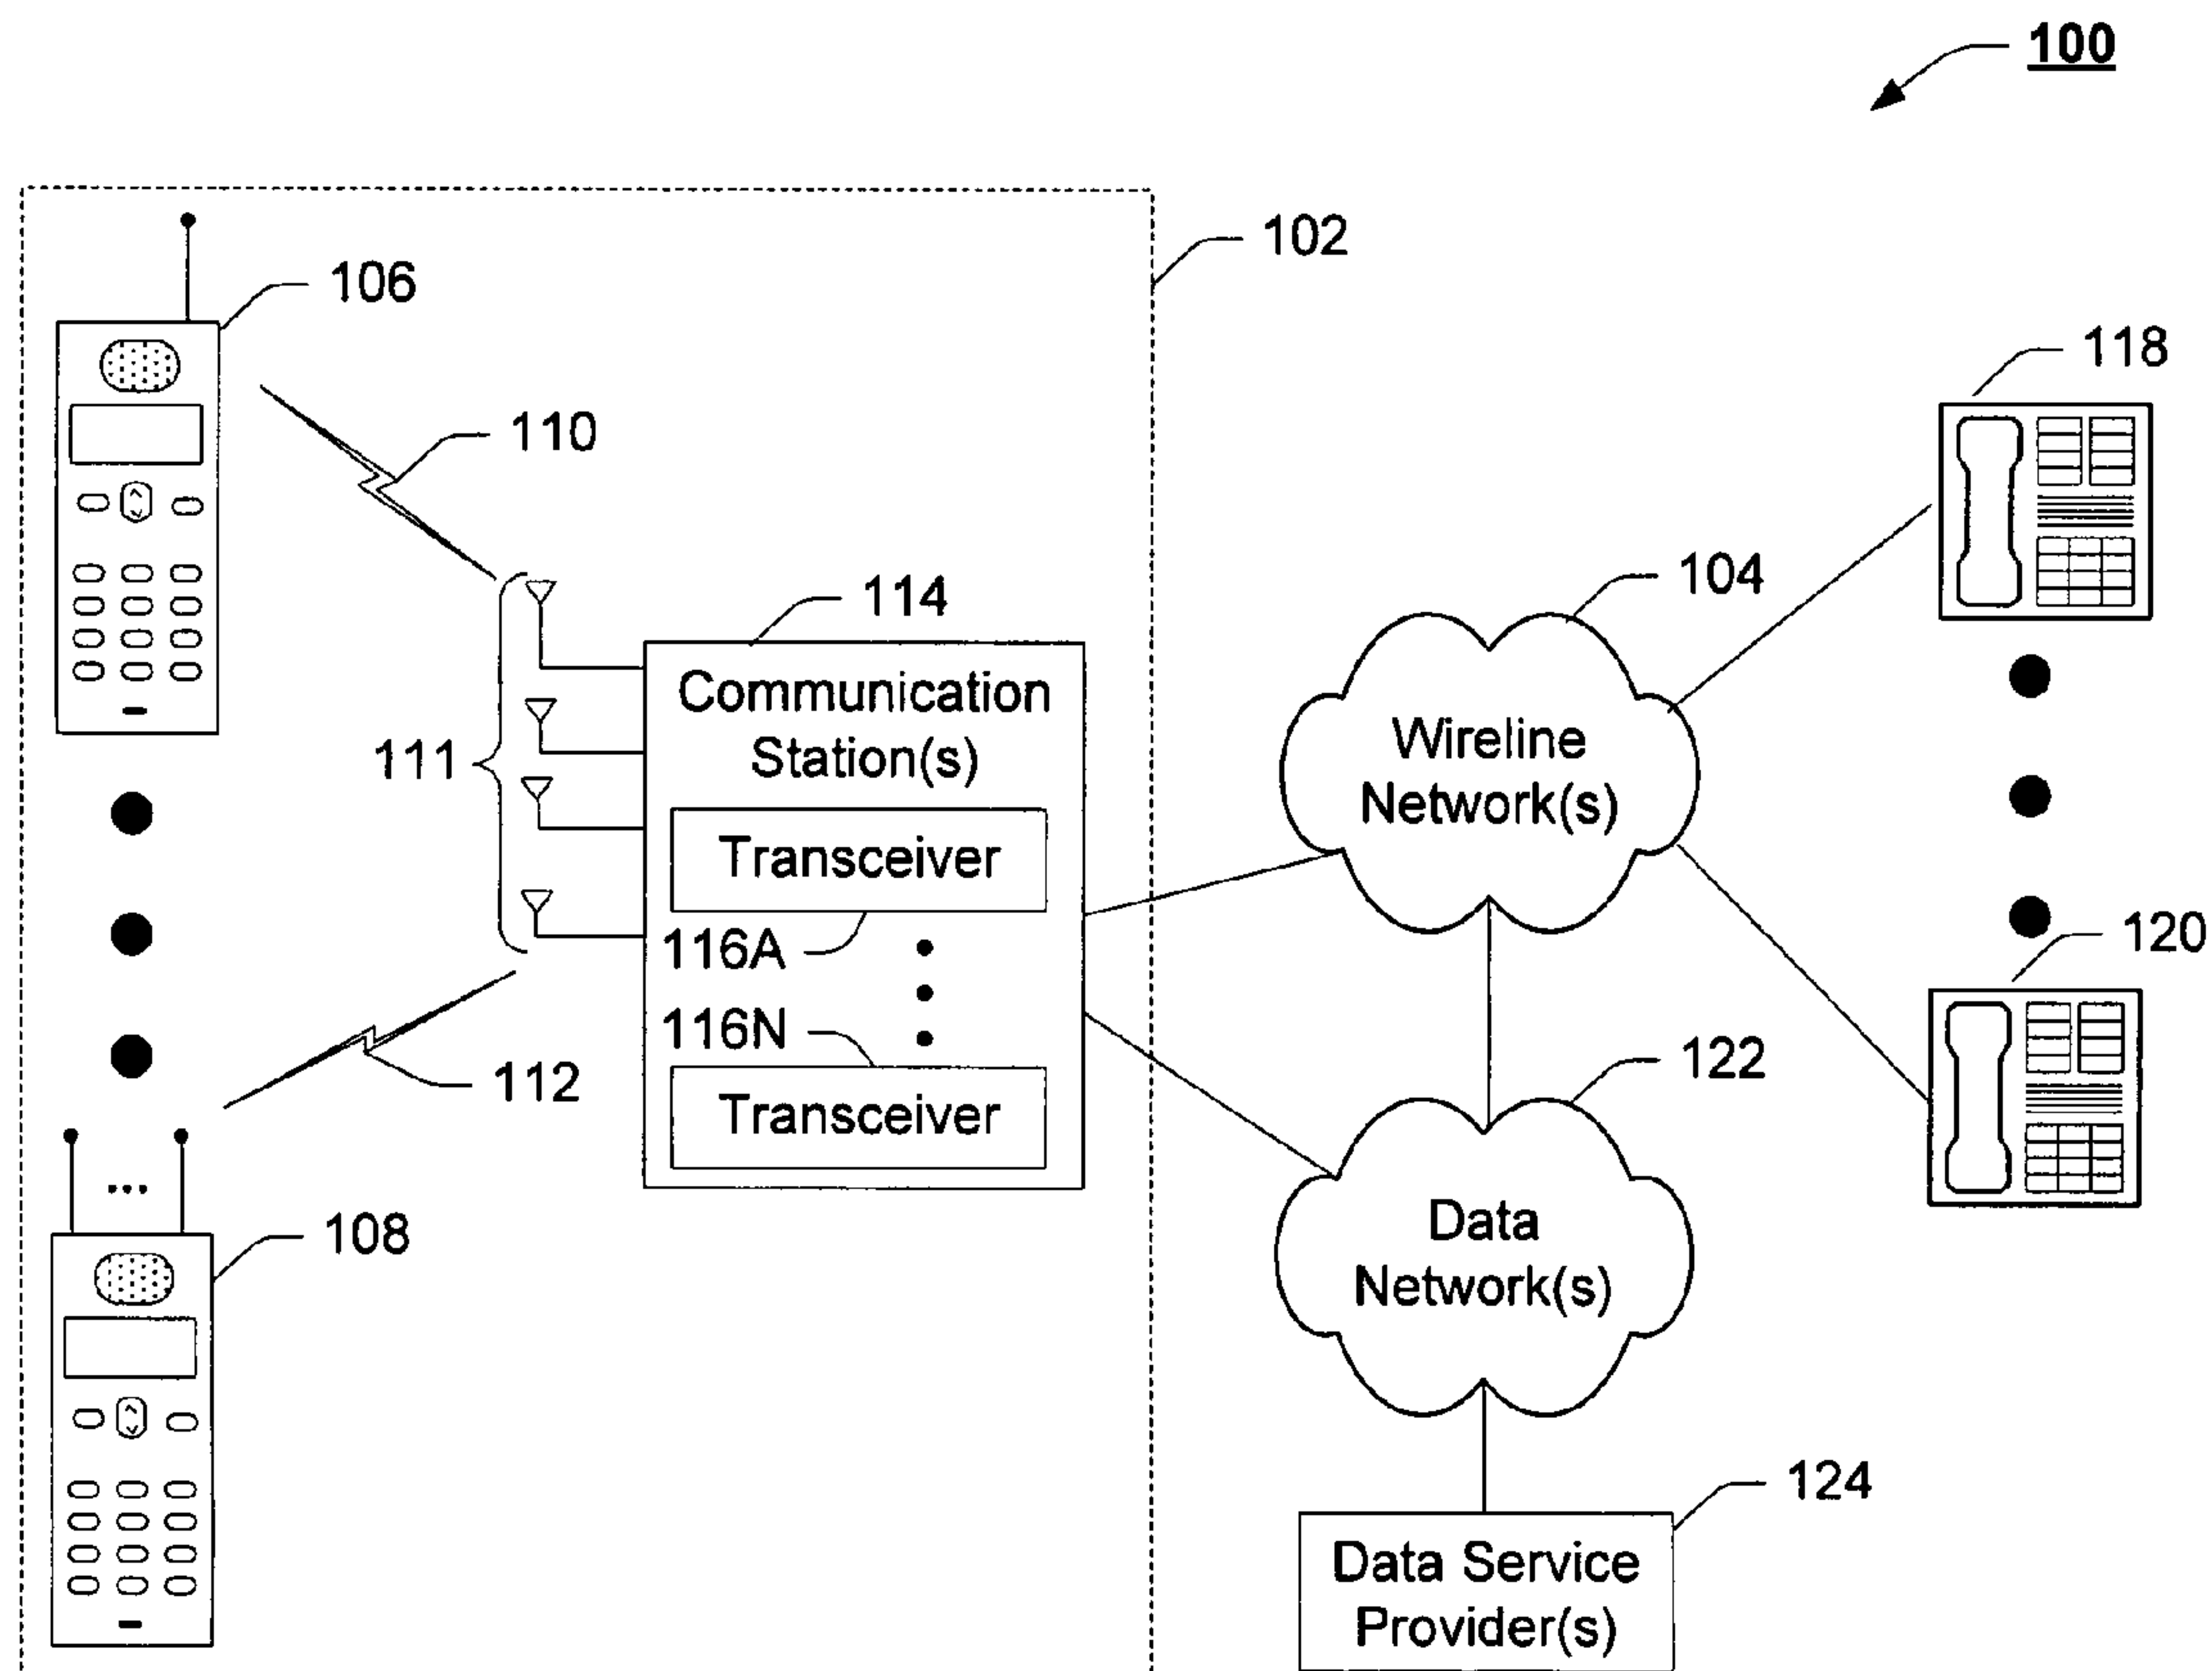 100
102
106
118
110
104
114
Communication
Station(s)
Wireline
Network(s)
111
Transceiver
116A
120
116N
122
112
Transceiver
Data
Network(s)
108
124
Data Service
Provider(s)